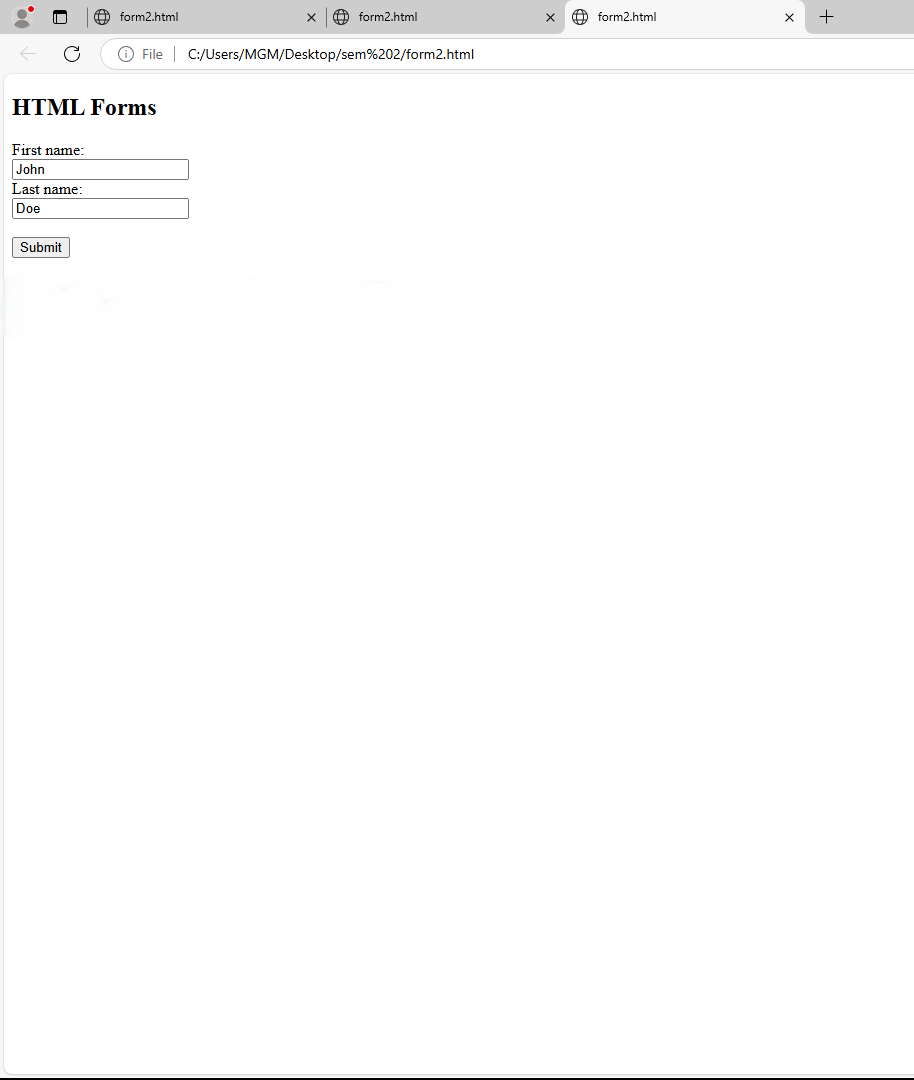 form2.html
form2.html
form2.html
File
C:/Users/MGM/Desktop/sem%202/form2.html
HTML Forms
First name:
John
Last name:
Doe
Submit